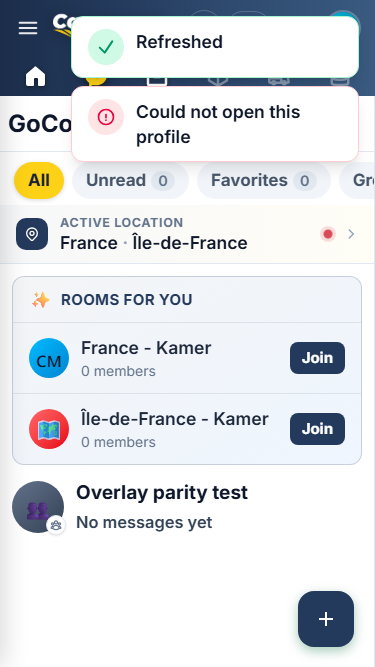 Co
Refreshed
Could not open this
profile
GoCo
All
Unread 0
Favorites 0
Gr
ACTIVE LOCATION
France · Île-de-France
✨ ROOMS FOR YOU
CM
France - Kamer
0 members
Join
Île-de-France - Kamer
0 members
Join
Overlay parity test
No messages yet
+